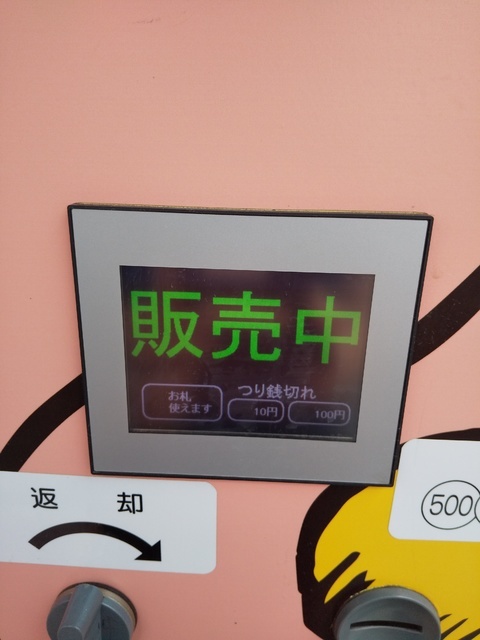 販売中
つり銭切れ
お札
使えます
10円
100円
返却
500